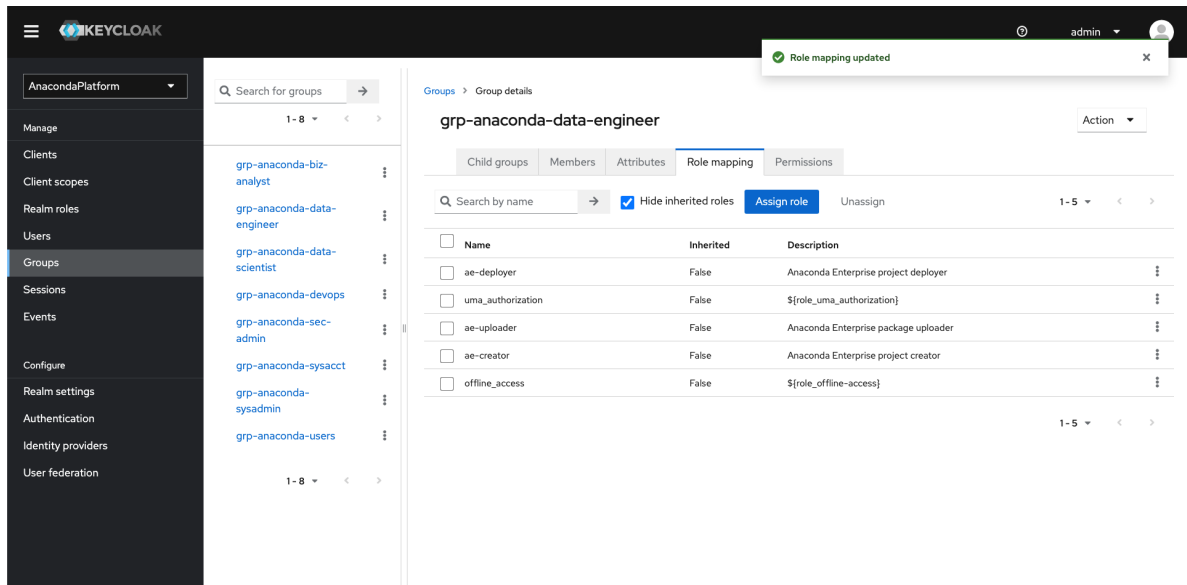 KEYCLOAK
admin
Role mapping updated
AnacondaPlatform
Manage
Clients
Client scopes
Realm roles
Users
Groups
Sessions
Events
Configure
Realm settings
Authentication
Identity providers
User federation
Search for groups
1 - 8
grp-anaconda-biz-
analyst
grp-anaconda-data-
engineer
grp-anaconda-data-
scientist
grp-anaconda-devops
grp-anaconda-sec-
admin
grp-anaconda-sysacct
grp-anaconda-
sysadmin
grp-anaconda-users
1 - 8
Groups > Group details
grp-anaconda-data-engineer
Action
Child groups Members Attributes Role mapping Permissions
Search by name Hide inherited roles Assign role Unassign 1 - 5
Name Inherited Description
ae-deployer False Anaconda Enterprise project deployer
uma_authorization False ${role_uma_authorization}
ae-uploader False Anaconda Enterprise package uploader
ae-creator False Anaconda Enterprise project creator
offline_access False ${role_offline-access}
1 - 5